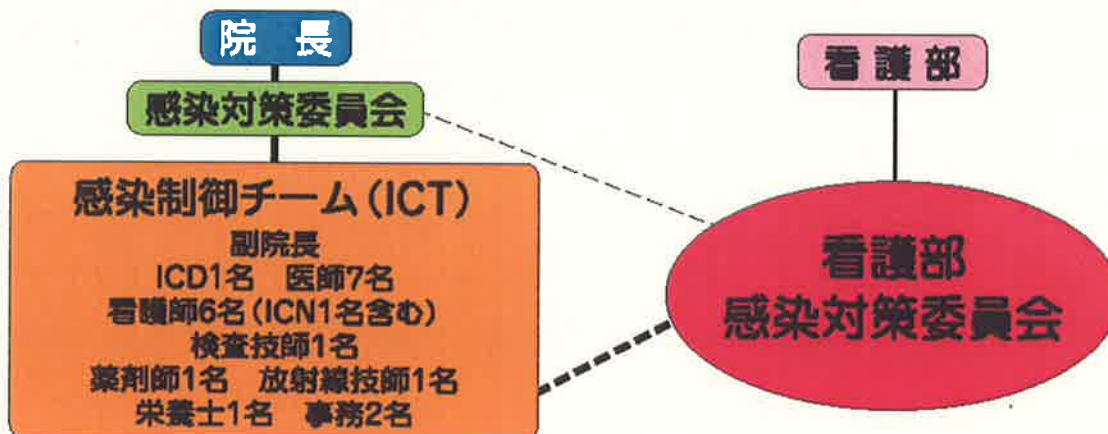 院 長
感染対策委員会
感染制御チーム(ICT)
副院長
ICD1名 医師7名
看護師6名(ICN1名含む)
検査技師1名
薬剤師1名 放射線技師1名
栄養士1名 事務2名
看護部
看護部
感染対策委員会